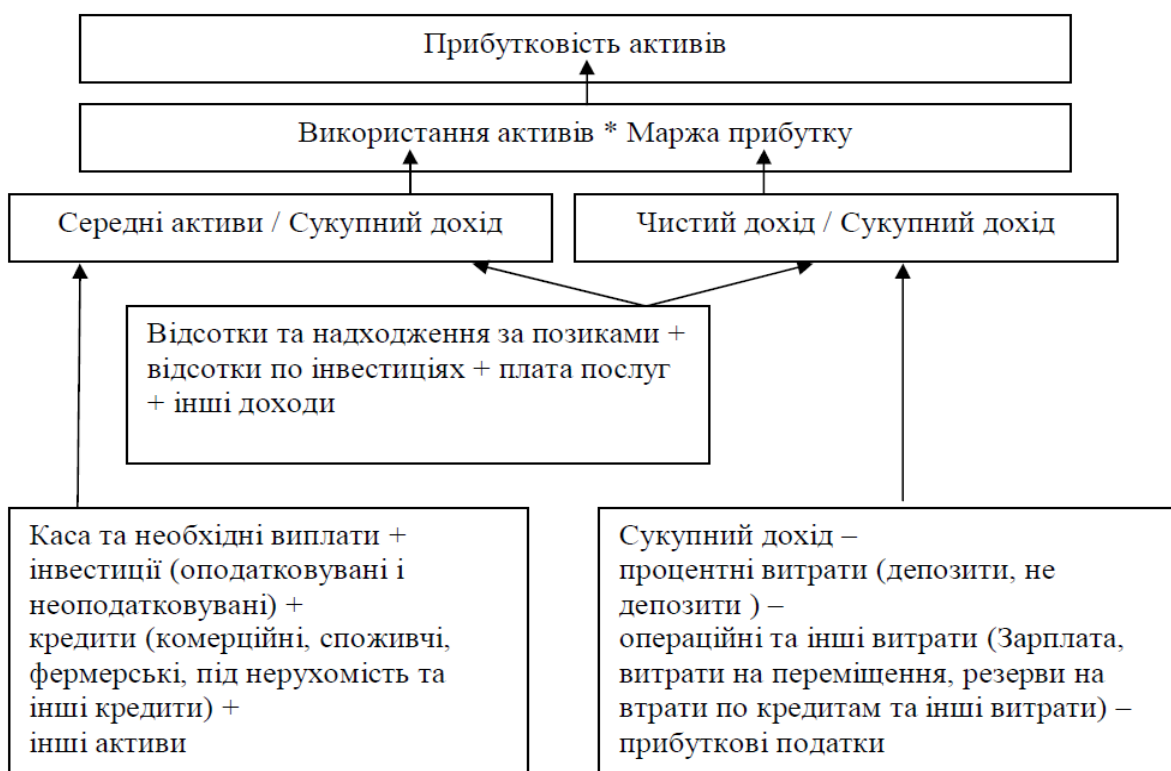 Прибутковість активів
Використання активів * Маржа прибутку
Середні активи / Сукупний дохід
Чистий дохід / Сукупний дохід
Відсотки та надходження за позиками +
відсотки по інвестиціях + плата послуг
+ інші доходи
Каса та необхідні виплати +
інвестиції (оподатковувані і
неоподатковувані) +
кредити (комерційні, споживчі,
фермерські, під нерухомість та
інші кредити) +
інші активи
Сукупний дохід –
процентні витрати (депозити, не
депозити ) –
операційні та інші витрати (Зарплата,
витрати на переміщення, резерви на
втрати по кредитам та інші витрати) –
прибуткові податки